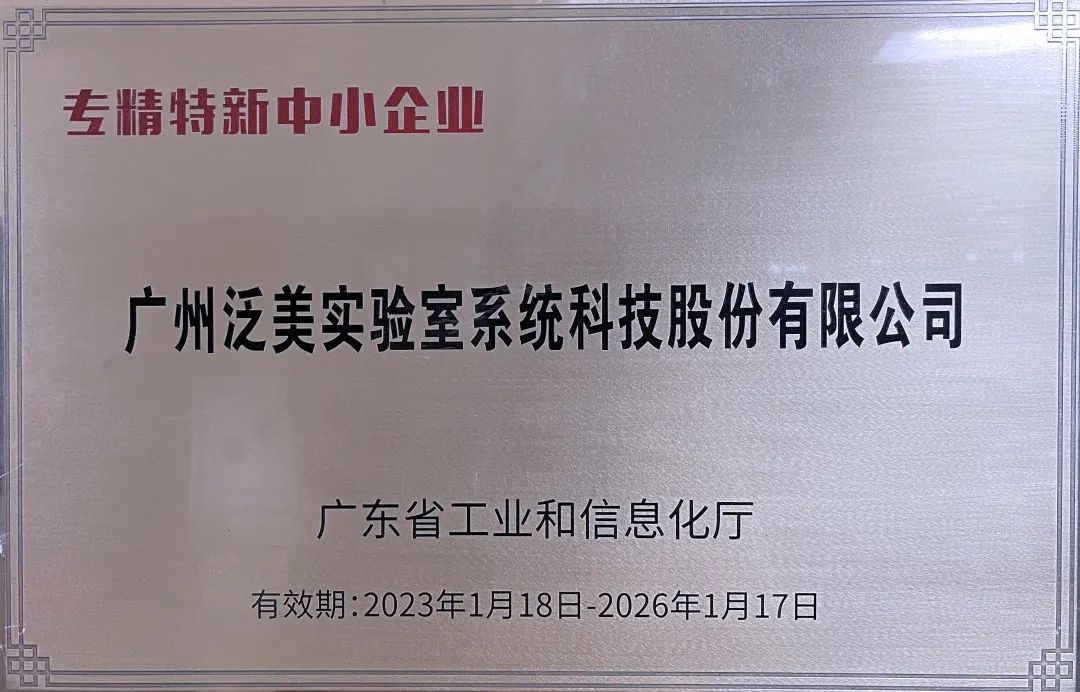 专精特新中小企业
广州泛美实验室系统科技股份有限公司
广东省工业和信息化厅
有效期:2023年1月18日-2026年1月17日